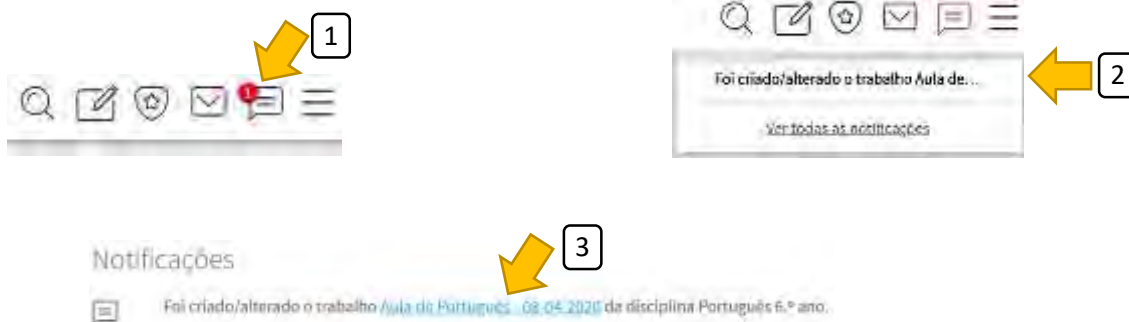 1
1
Foi criado/alterado o trabalho Aula de...
2
Ver todas as notificações
3
Notificações
Foi criado/alterado o trabalho Aula de Português - 08-04-2020 da disciplina Português 6.º ano.